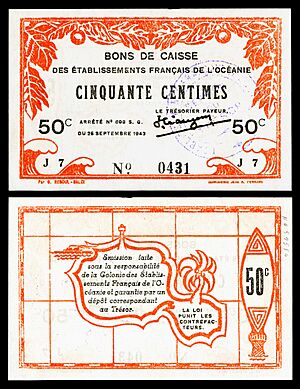 BONS DE CAISSE
DES ÉTABLISSEMENTS FRANÇAIS DE L'OCÉANIE
CINQUANTE CENTIMES
LE TRÉSORIER PAYEUR,
ARRÊTÉ Nº 698 S. G.
DU 25 SEPTEMBRE 1943
50c
50c
J 7
J 7
Nº 0431
Émission faite
sous la responsabilité
de la Colonie des Établis-
sements Français de l'O-
céanie et garantie par un
dépôt correspondant
au Trésor.
LA LOI
PUNIT LES
CONTREFAC-
TEURS.
50c